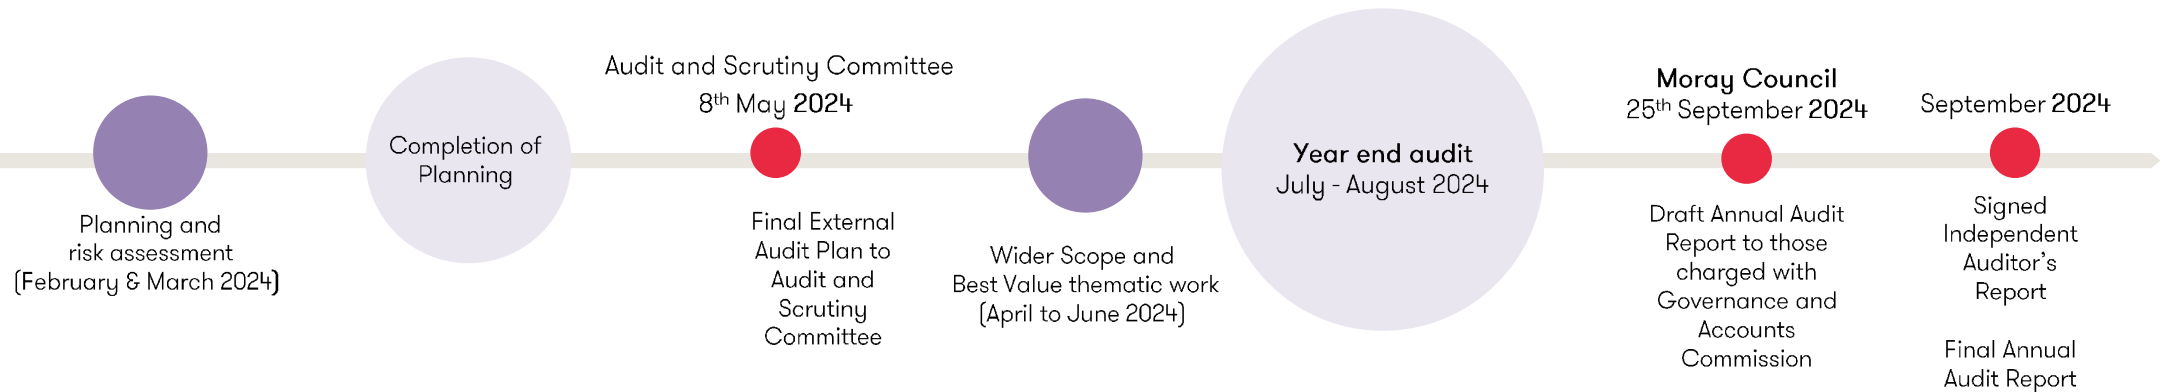 Planning and
risk assessment
(February & March 2024)
Completion of
Planning
Audit and Scrutiny Committee
8th May 2024
Final External
Audit Plan to
Audit and
Scrutiny
Committee
Wider Scope and
Best Value thematic work
(April to June 2024)
Year end audit
July - August 2024
Moray Council
25th September 2024
Draft Annual Audit
Report to those
charged with
Governance and
Accounts
Commission
September 2024
Signed
Independent
Auditor's
Report
Final Annual
Audit Report